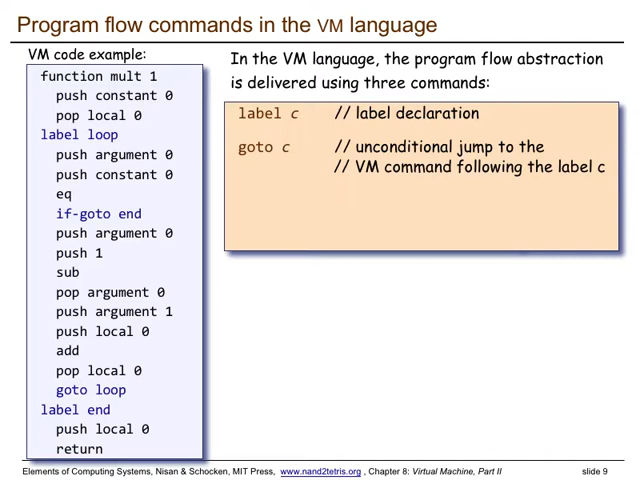 Program flow commands in the VM language
VM code example:
function mult 1
push constant 0
pop local 0
label loop
push argument 0
push constant 0
eq
if-goto end
push argument 0
push 1
sub
pop argument 0
push argument 1
push local 0
add
pop local 0
goto loop
label end
push local 0
return
In the VM language, the program flow abstraction
is delivered using three commands:
label c // label declaration
goto c // unconditional jump to the
// VM command following the label c
Elements of Computing Systems, Nisan & Schocken, MIT Press, www.nand2tetris.org , Chapter 8: Virtual Machine, Part II slide 9